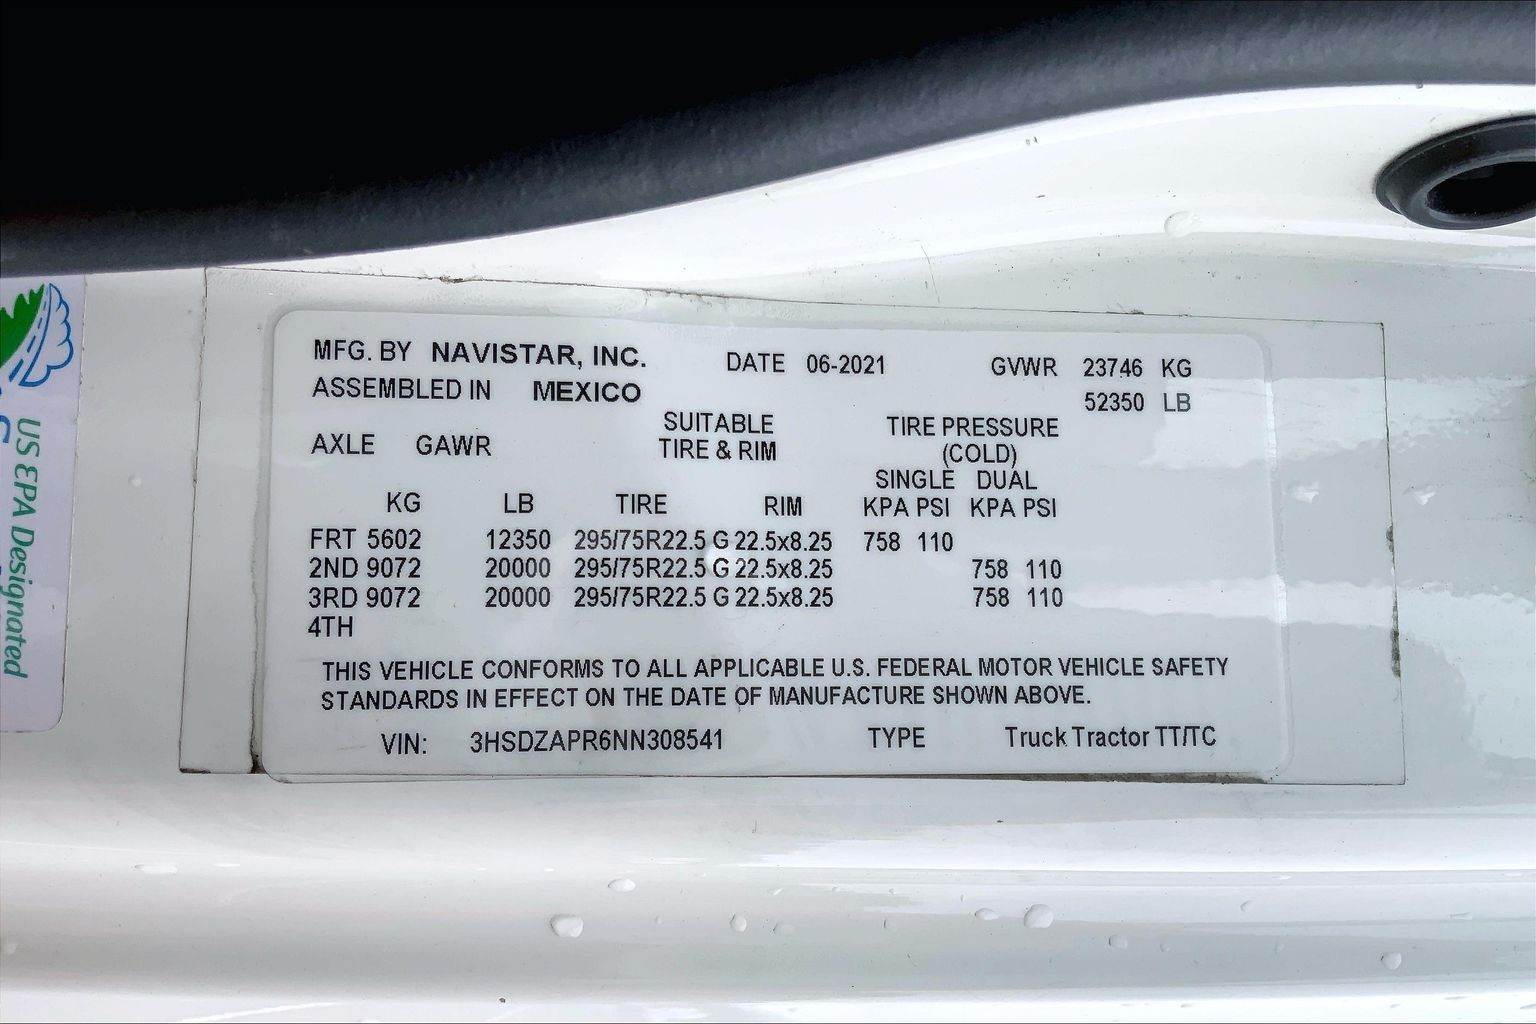 MFG. BY NAVISTAR, INC. DATE 06-2021 GVWR 23746 KG
ASSEMBLED IN MEXICO 52350 LB
SUITABLE TIRE PRESSURE
AXLE GAWR TIRE & RIM (COLD)
SINGLE DUAL
KG LB TIRE RIM KPA PSI KPA PSI
FRT 5602 12350 295/75R22.5 G 22.5x8.25 758 110
2ND 9072 20000 295/75R22.5 G 22.5x8.25 758 110
3RD 9072 20000 295/75R22.5 G 22.5x8.25 758 110
4TH
THIS VEHICLE CONFORMS TO ALL APPLICABLE U.S. FEDERAL MOTOR VEHICLE SAFETY
STANDARDS IN EFFECT ON THE DATE OF MANUFACTURE SHOWN ABOVE.
VIN: 3HSDZAPR6NN308541 TYPE Truck Tractor TT/TC
US EPA Designated